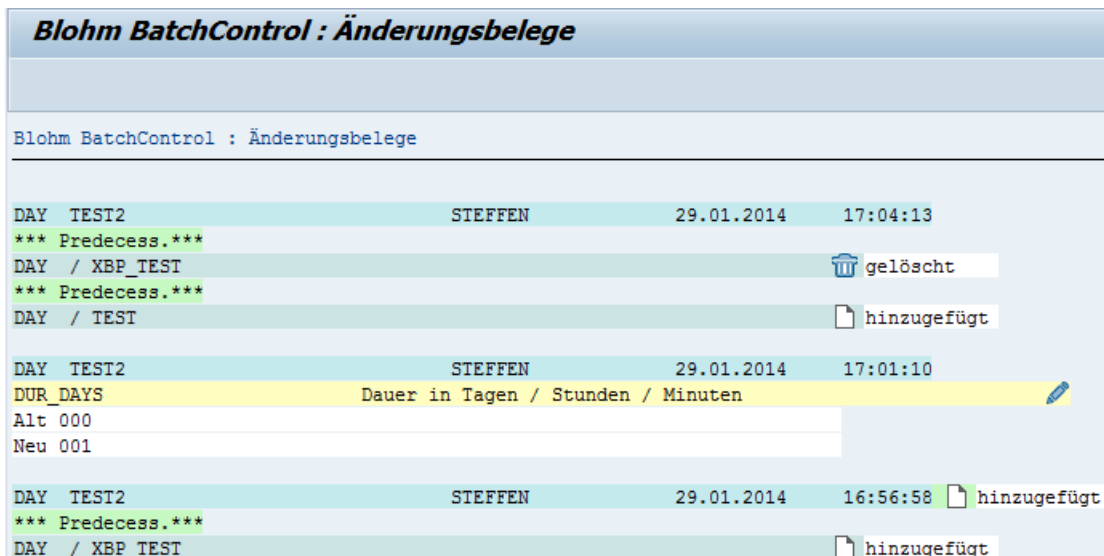 Blohm BatchControl : Änderungsbelege
Blohm BatchControl : Änderungsbelege
DAY TEST2 STEFFEN 29.01.2014 17:04:13
*** Predecess.***
DAY / XBP_TEST gelöscht
*** Predecess.***
DAY / TEST hinzugefügt
DAY TEST2 STEFFEN 29.01.2014 17:01:10
DUR_DAYS Dauer in Tagen / Stunden / Minuten
Alt 000
Neu 001
DAY TEST2 STEFFEN 29.01.2014 16:56:58 hinzugefügt
*** Predecess.***
DAY / XBP_TEST hinzugefügt